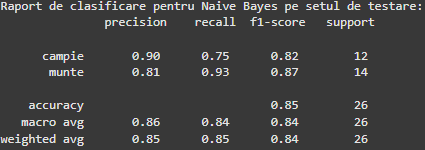 Raport de clasificare pentru Naive Bayes pe setul de testare:
precision recall f1-score support
campie 0.90 0.75 0.82 12
munte 0.81 0.93 0.87 14
accuracy 0.85 26
macro avg 0.86 0.84 0.84 26
weighted avg 0.85 0.85 0.84 26